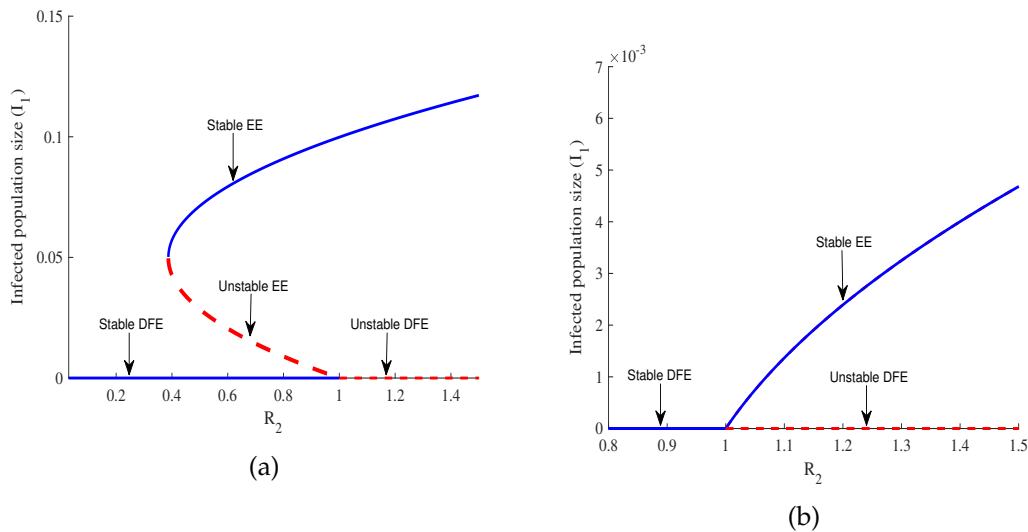 0.15
Infected population size (I₁)
0.1
0.05
0
Stable EE
Unstable EE
Stable DFE
Unstable DFE
0.2 0.4 0.6 0.8 1 1.2 1.4
R₂
(a)
×10⁻³
7
6
5
4
3
2
1
0
Infected population size (I₁)
Stable EE
Stable DFE
Unstable DFE
0.8 0.9 1 1.1 1.2 1.3 1.4 1.5
R₂
(b)